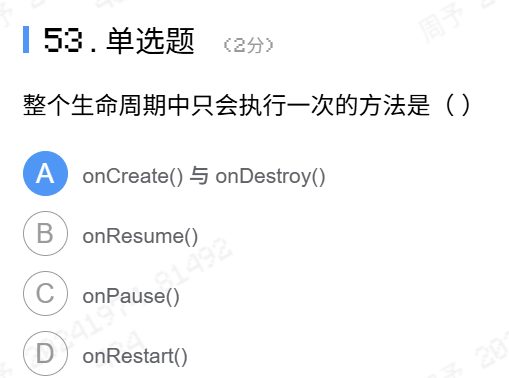 53.单选题 (2分)
整个生命周期中只会执行一次的方法是（ ）
A onCreate() 与 onDestroy()
B onResume()
C onPause()
D onRestart()